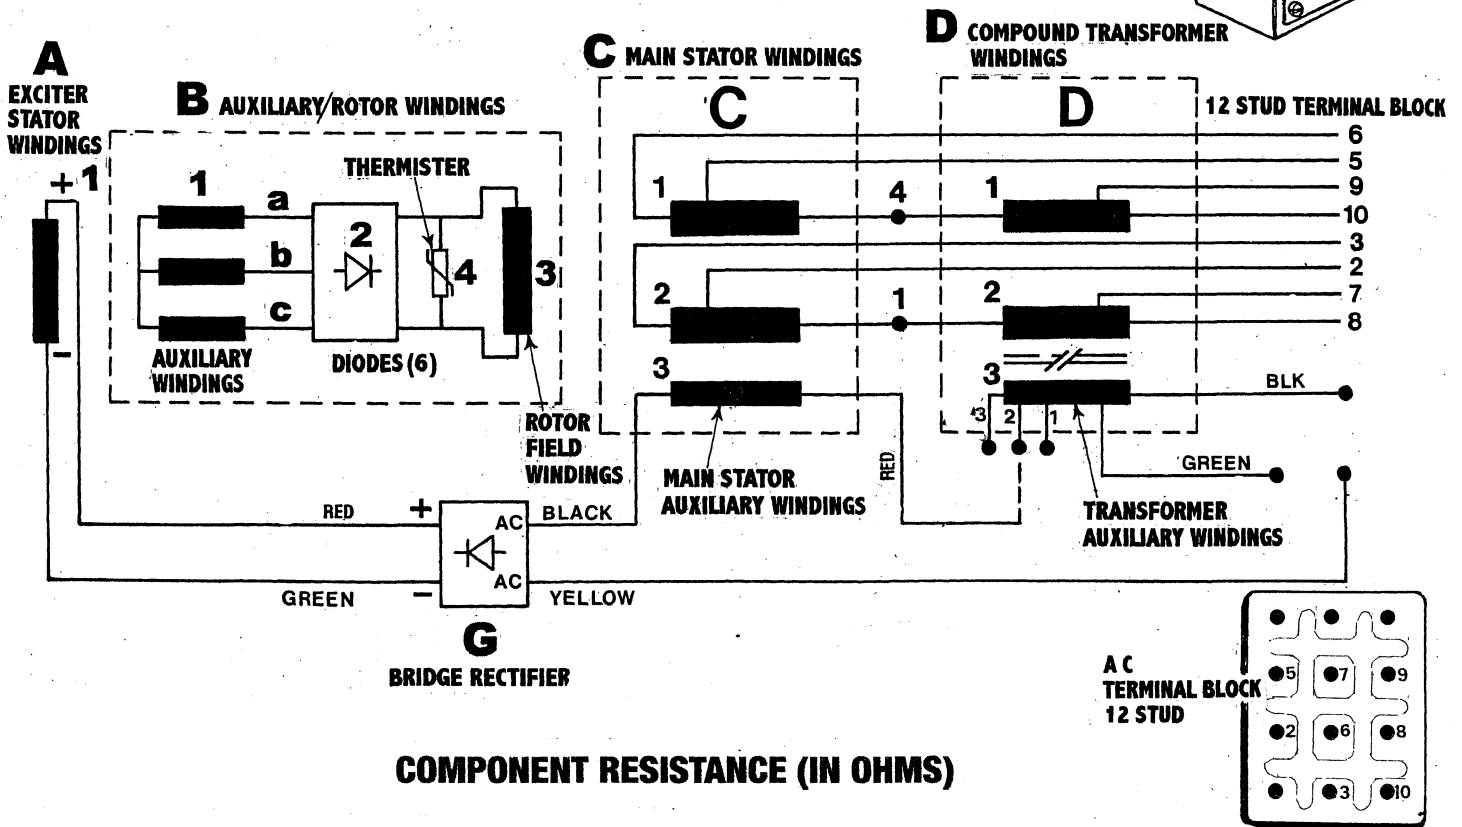 A
EXCITER
STATOR
WINDINGS
+ 1
B AUXILIARY/ROTOR WINDINGS
THERMISTER
1
a
b
c
2
4
3
AUXILIARY
WINDINGS
DIODES (6)
ROTOR
FIELD
WINDINGS
C MAIN STATOR WINDINGS
C
1
2
3
4
1
MAIN STATOR
AUXILIARY WINDINGS
RED
D COMPOUND TRANSFORMER
WINDINGS
D
1
2
3
3 2 1
TRANSFORMER
AUXILIARY WINDINGS
12 STUD TERMINAL BLOCK
6
5
9
10
3
2
7
8
BLK
GREEN
RED
+
AC
BLACK
GREEN
−
AC
YELLOW
−
G
BRIDGE RECTIFIER
A C
TERMINAL BLOCK
12 STUD
5 7 9
2 6 8
3 10
COMPONENT RESISTANCE (IN OHMS)